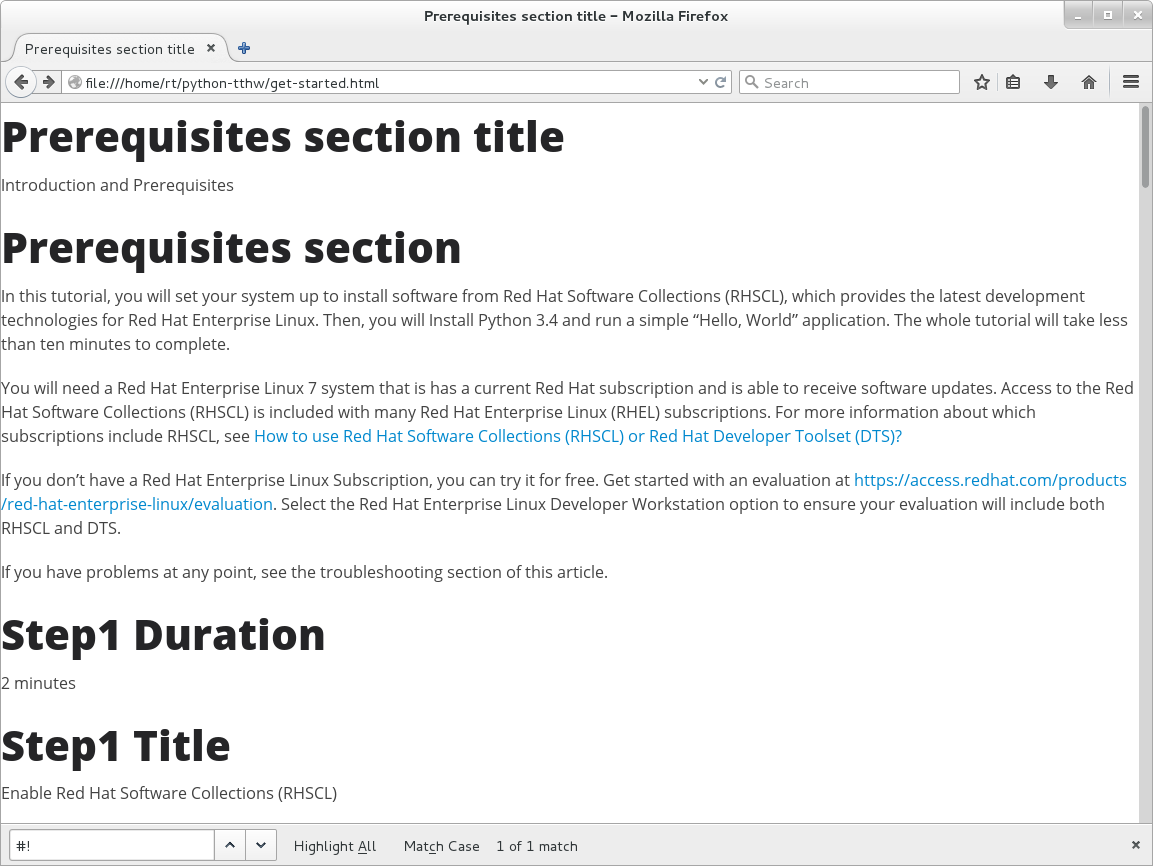 Prerequisites section title - Mozilla Firefox
Prerequisites section title
file:///home/rt/python-tthw/get-started.html
Search
Prerequisites section title
Introduction and Prerequisites
Prerequisites section
In this tutorial, you will set your system up to install software from Red Hat Software Collections (RHSCL), which provides the latest development
technologies for Red Hat Enterprise Linux. Then, you will Install Python 3.4 and run a simple “Hello, World” application. The whole tutorial will take less
than ten minutes to complete.
You will need a Red Hat Enterprise Linux 7 system that is has a current Red Hat subscription and is able to receive software updates. Access to the Red
Hat Software Collections (RHSCL) is included with many Red Hat Enterprise Linux (RHEL) subscriptions. For more information about which
subscriptions include RHSCL, see How to use Red Hat Software Collections (RHSCL) or Red Hat Developer Toolset (DTS)?
If you don’t have a Red Hat Enterprise Linux Subscription, you can try it for free. Get started with an evaluation at https://access.redhat.com/products
/red-hat-enterprise-linux/evaluation. Select the Red Hat Enterprise Linux Developer Workstation option to ensure your evaluation will include both
RHSCL and DTS.
If you have problems at any point, see the troubleshooting section of this article.
Step1 Duration
2 minutes
Step1 Title
Enable Red Hat Software Collections (RHSCL)
#! Highlight All Match Case 1 of 1 match